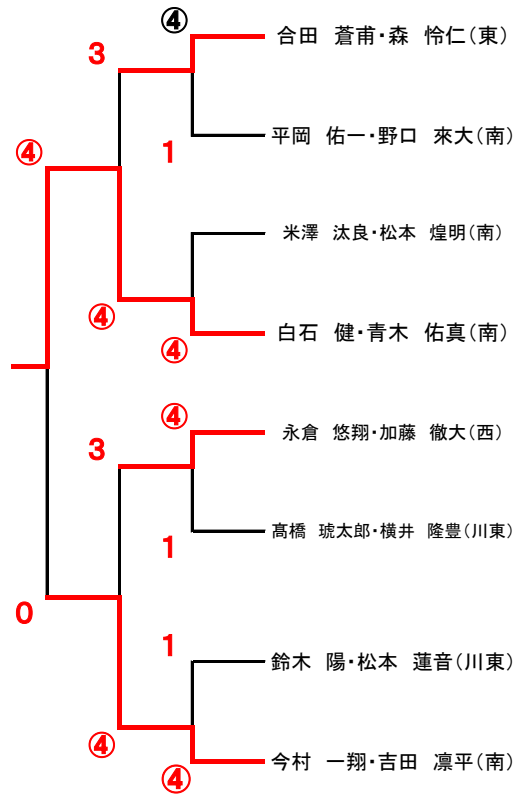 ④
合田 蒼甫・森 怜仁(東)
3
平岡 佑一・野口 來大(南)
1
④
米澤 汰良・松本 煌明(南)
④
白石 健・青木 佑真(南)
④
④
永倉 悠翔・加藤 徹大(西)
3
髙橋 琥太郎・横井 隆豊(川東)
1
0
1
鈴木 陽・松本 蓮音(川東)
④
今村 一翔・吉田 凛平(南)
④